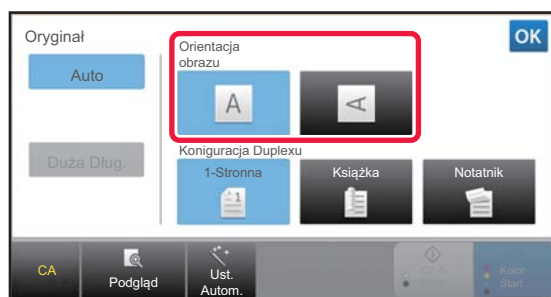 Oryginał
Orientacja
obrazu
OK
Auto
A
A
Duża Dług.
Koniguracja Duplexu
1-Stronna
Książka
Notatnik
1
CA
Podgląd
Ust.
Autom.
Kolor
Start